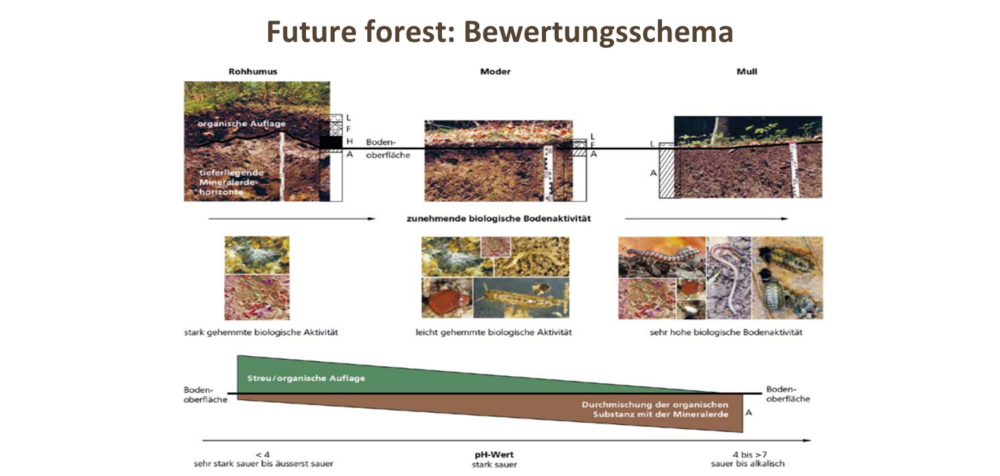 Future forest: Bewertungsschema
Rohhumus
Moder
Mull
organische Auflage
L
F
H
A
Boden-
oberfläche
tieferliegende
Mineralerde-
horizonte
L
F
A
L
A
zunehmende biologische Bodenaktivität
stark gehemmte biologische Aktivität
leicht gehemmte biologische Aktivität
sehr hohe biologische Bodenaktivität
Streu/organische Auflage
Boden-
oberfläche
Boden-
oberfläche
Durchmischung der organischen
Substanz mit der Mineralerde
A
< 4
sehr stark sauer bis äusserst sauer
pH-Wert
stark sauer
4 bis >7
sauer bis alkalisch